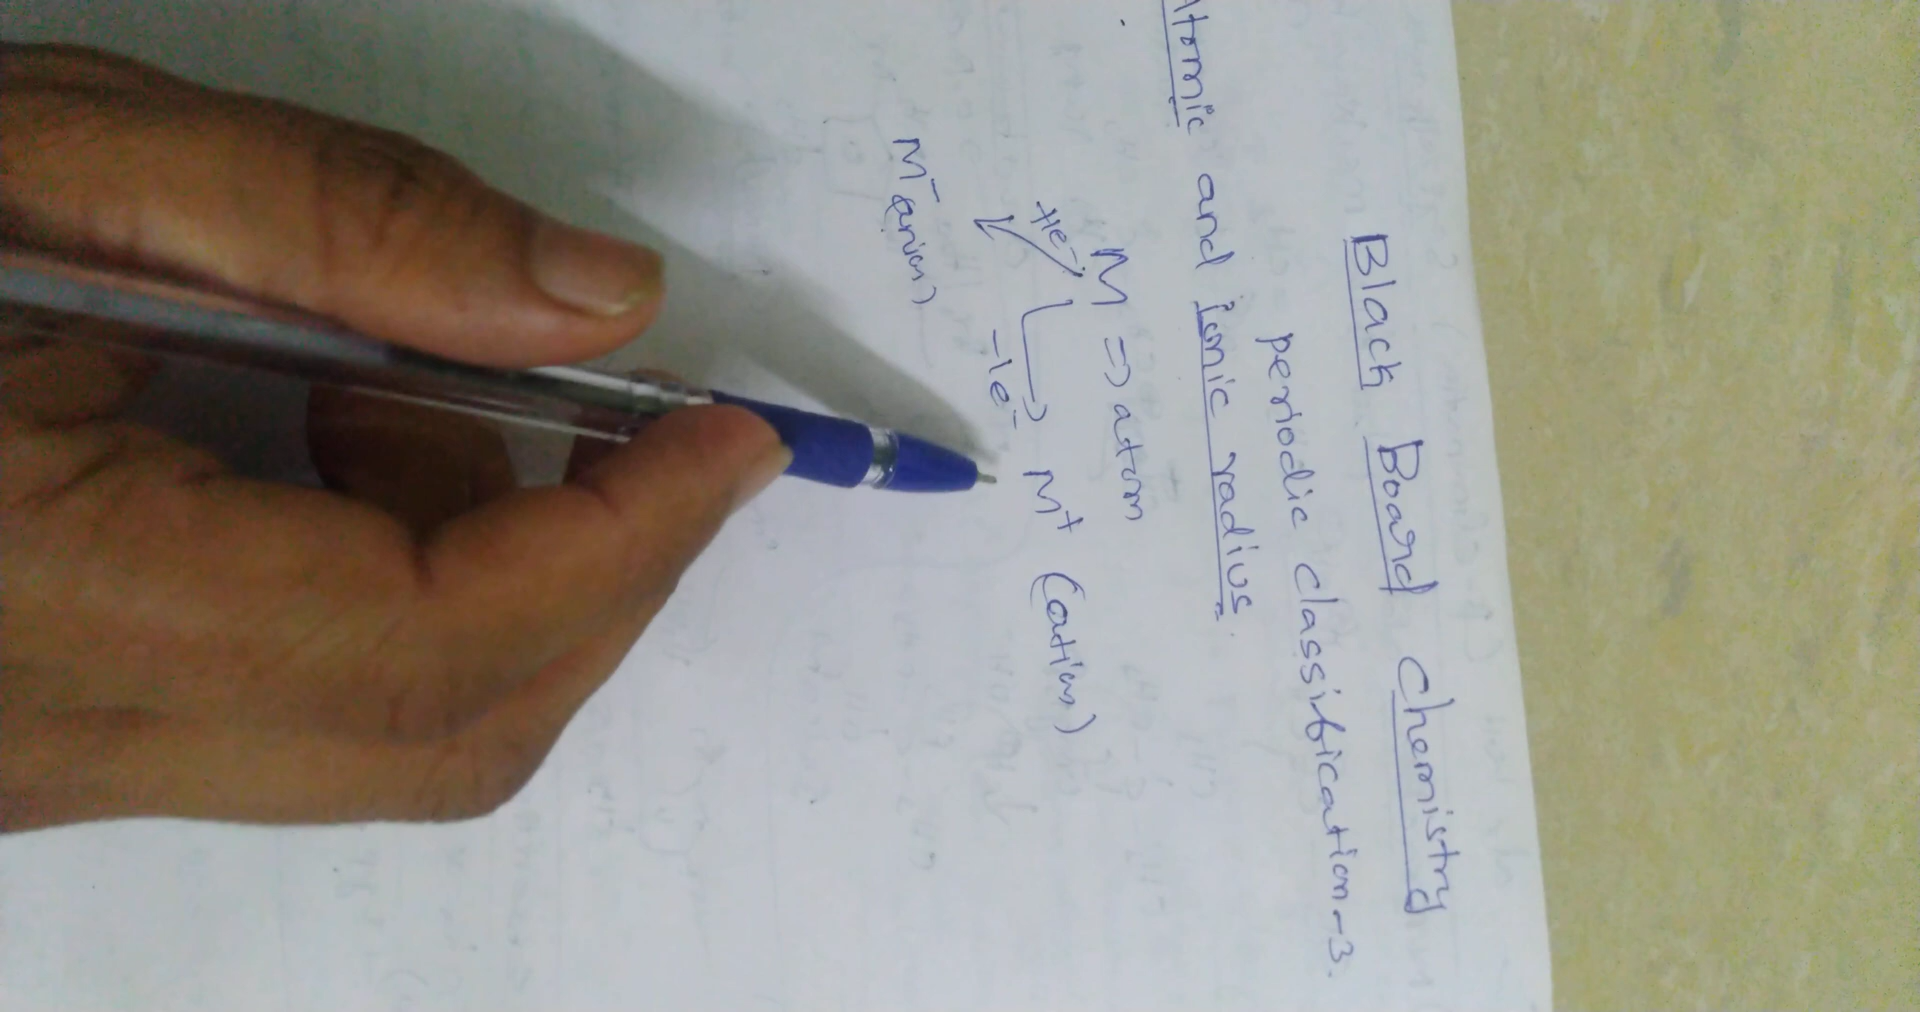 Black Board Chemistry
periodic classification-3.
Atomic and Ionic radius.
M => atom
+1e-
-1e-
M+ (cation)
M- (anion)